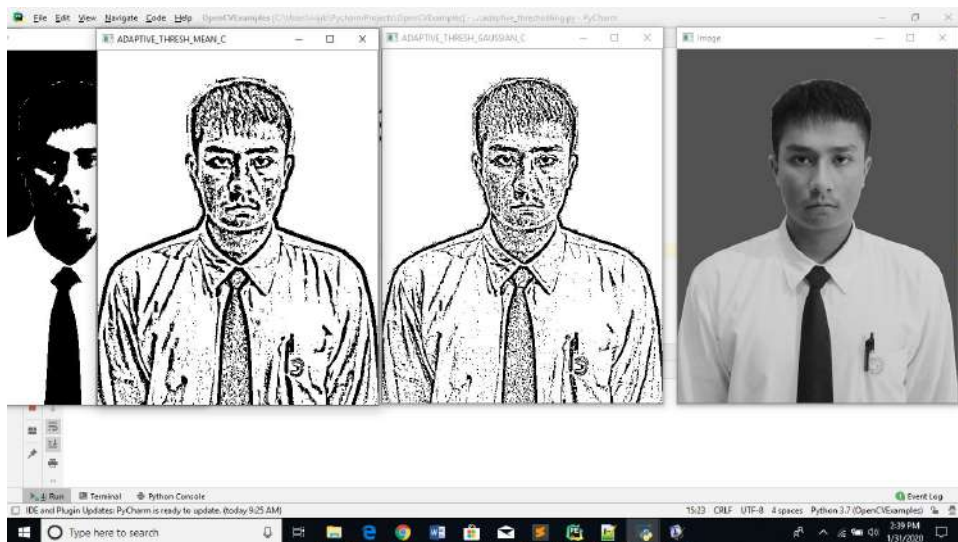 File Edit View Navigate Code Help
ADAPTIVE_THRESH_MEAN_C
ADAPTIVE_THRESH_GAUSSIAN_C
Image
Run Terminal Python Console
Event Log
IDE and Plugin Updates: PyCharm is ready to update. (today 9:25 AM)
15:23 CRLF UTF-8 4 spaces Python 3.7 (OpenCVExamples)
Type here to search
2:39 PM
1/31/2020